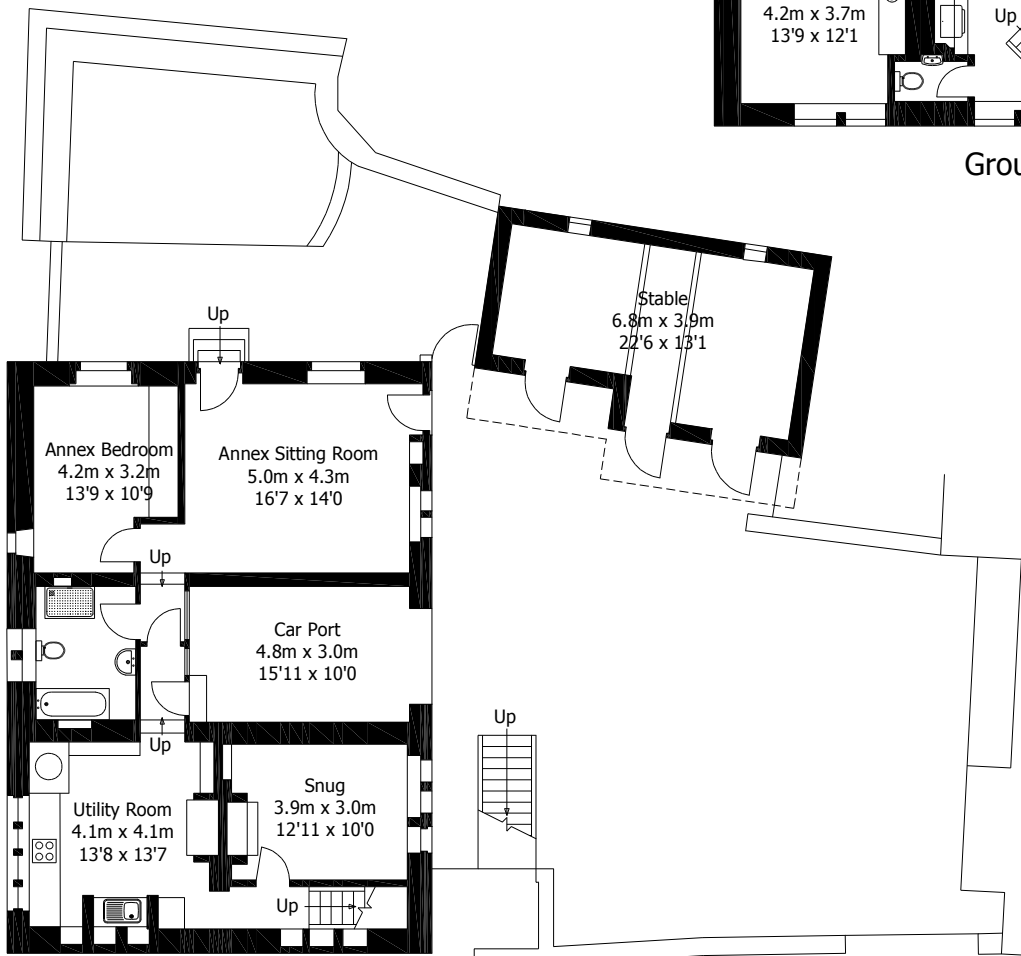 4.2m x 3.7m
13'9 x 12'1
Up
Grou
Stable
6.8m x 3.9m
22'6 x 13'1
Up
Annex Bedroom
4.2m x 3.2m
13'9 x 10'9
Annex Sitting Room
5.0m x 4.3m
16'7 x 14'0
Up
Car Port
4.8m x 3.0m
15'11 x 10'0
Up
Up
Utility Room
4.1m x 4.1m
13'8 x 13'7
Snug
3.9m x 3.0m
12'11 x 10'0
Up